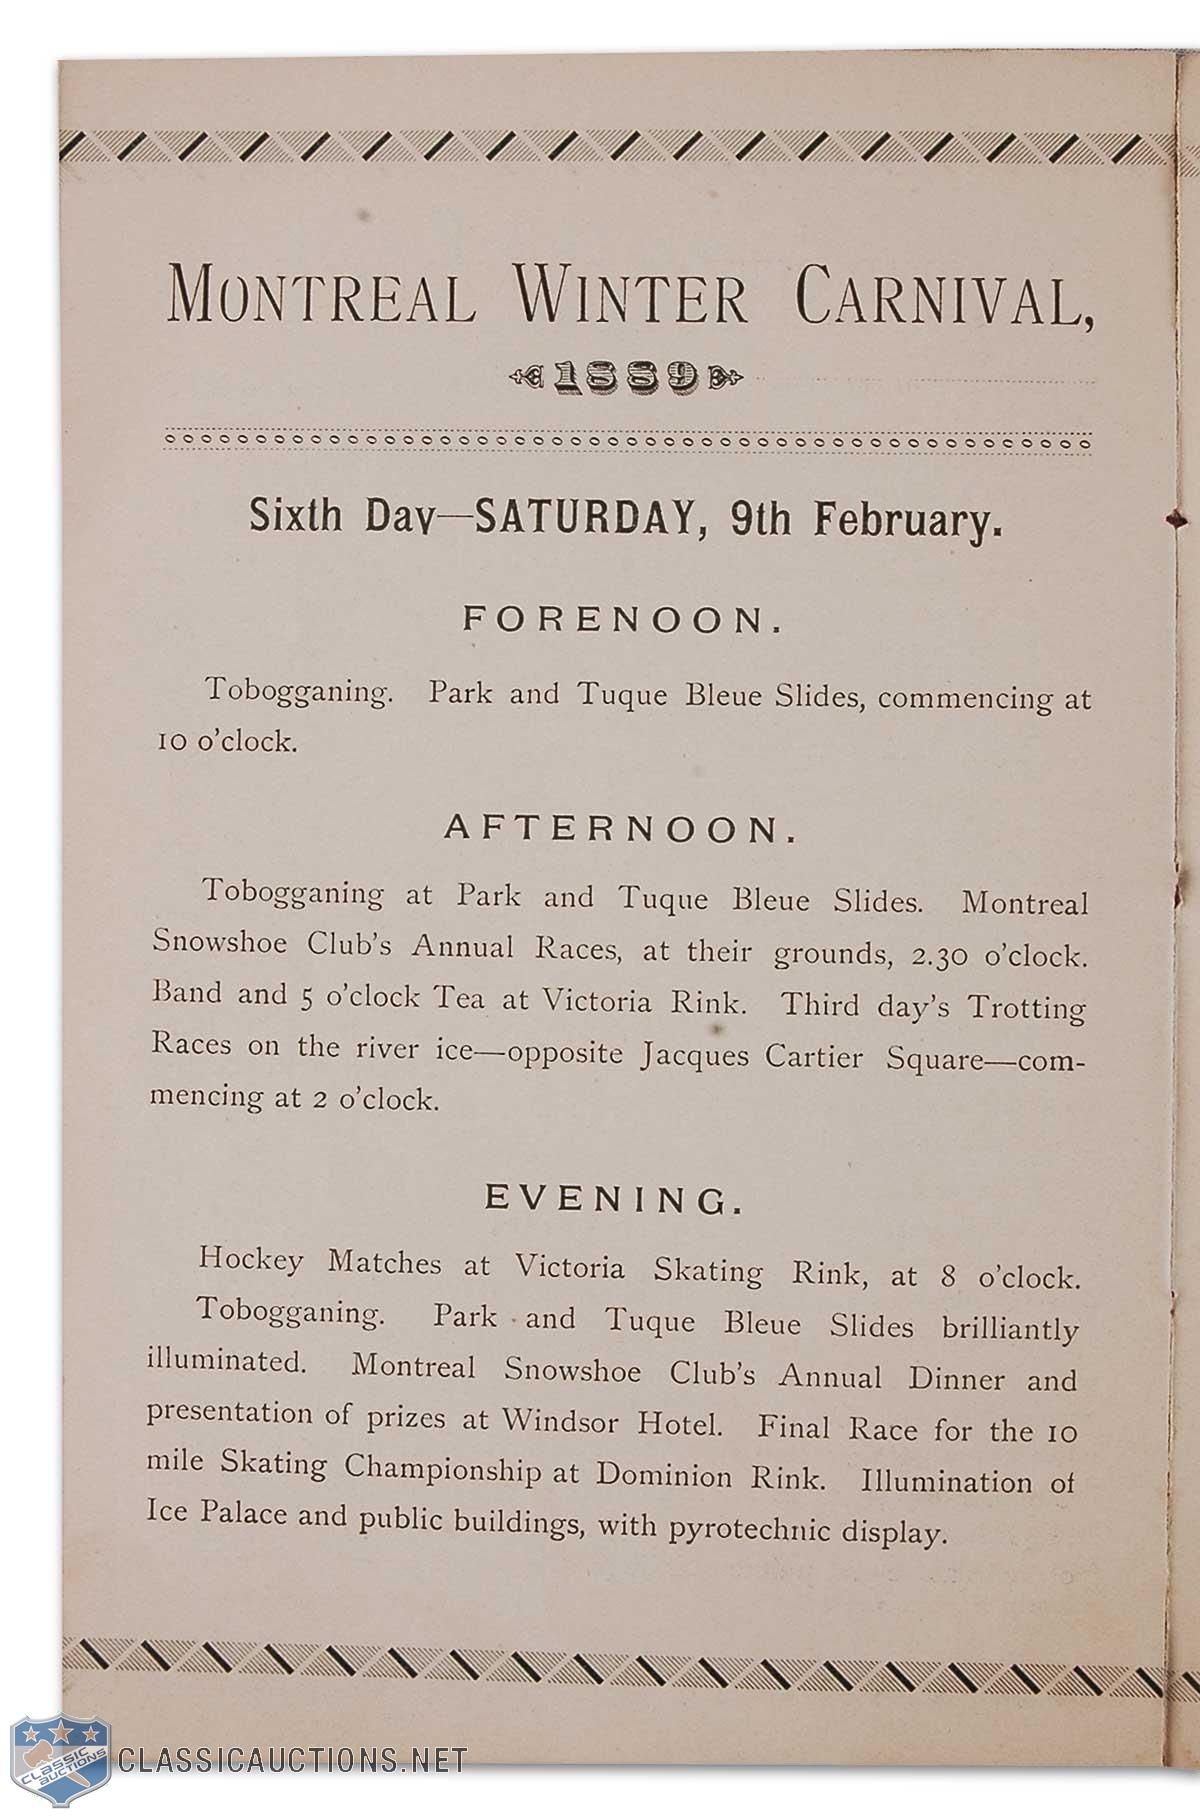 MONTREAL WINTER CARNIVAL,
1889
Sixth Day—SATURDAY, 9th February.
FORENOON.
Tobogganing. Park and Tuque Bleue Slides, commencing at
10 o'clock.
AFTERNOON.
Tobogganing at Park and Tuque Bleue Slides. Montreal
Snowshoe Club's Annual Races, at their grounds, 2.30 o'clock.
Band and 5 o'clock Tea at Victoria Rink. Third day's Trotting
Races on the river ice—opposite Jacques Cartier Square—com-
mencing at 2 o'clock.
EVENING.
Hockey Matches at Victoria Skating Rink, at 8 o'clock.
Tobogganing. Park and Tuque Bleue Slides brilliantly
illuminated. Montreal Snowshoe Club's Annual Dinner and
presentation of prizes at Windsor Hotel. Final Race for the 10
mile Skating Championship at Dominion Rink. Illumination of
Ice Palace and public buildings, with pyrotechnic display.
CLASSIC
AUCTIONS
CLASSICAUCTIONS.NET